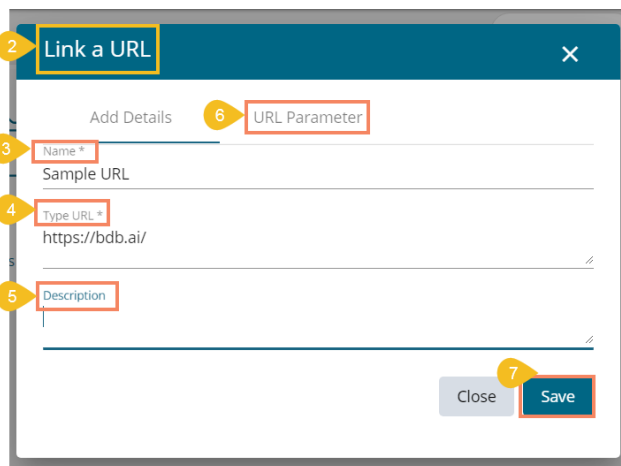 2 Link a URL
Add Details 6 URL Parameter
3 Name *
Sample URL
4 Type URL *
https://bdb.ai/
s
5 Description
7
Close Save